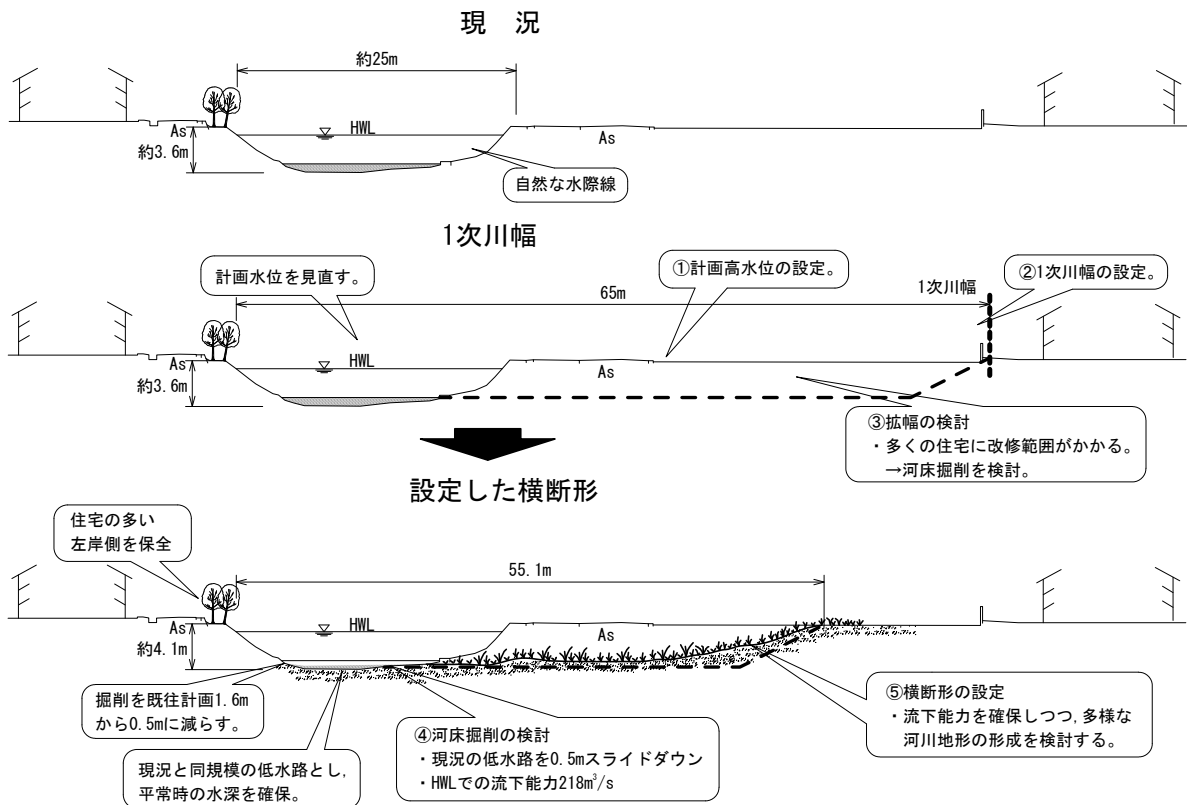 現　況
約25m
As
HWL
As
約3.6m
自然な水際線
1次川幅
計画水位を見直す。
①計画高水位の設定。
②1次川幅の設定。
1次川幅
65m
As
HWL
As
約3.6m
③拡幅の検討
・多くの住宅に改修範囲がかかる。
→河床掘削を検討。
設定した横断形
住宅の多い
左岸側を保全
55.1m
As
HWL
As
約4.1m
掘削を既往計画1.6m
から0.5mに減らす。
現況と同規模の低水路とし,
平常時の水深を確保。
④河床掘削の検討
・現況の低水路を0.5mスライドダウン
・HWLでの流下能力218m³/s
⑤横断形の設定
・流下能力を確保しつつ,多様な
河川地形の形成を検討する。